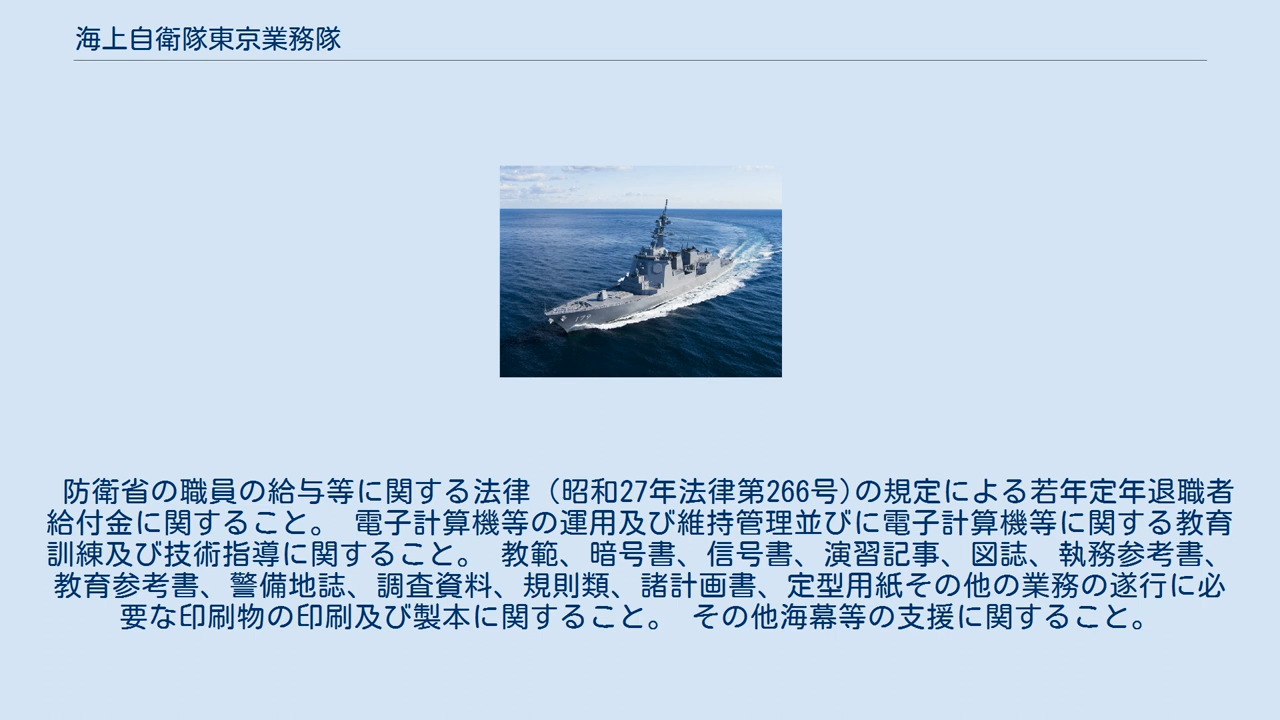 海上自衛隊東京業務隊
179
防衛省の職員の給与等に関する法律（昭和27年法律第266号)の規定による若年定年退職者
給付金に関すること。 電子計算機等の運用及び維持管理並びに電子計算機等に関する教育
訓練及び技術指導に関すること。 教範、暗号書、信号書、演習記事、図誌、執務参考書、
教育参考書、警備地誌、調査資料、規則類、諸計画書、定型用紙その他の業務の遂行に必
要な印刷物の印刷及び製本に関すること。 その他海幕等の支援に関すること。